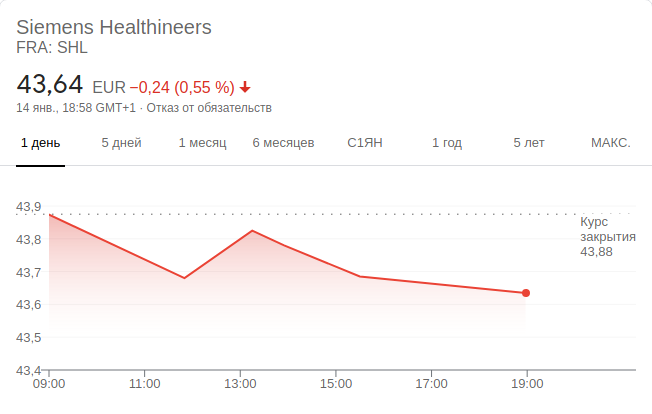 Siemens Healthineers
FRA: SHL
43,64 EUR −0,24 (0,55 %)
14 янв., 18:58 GMT+1 · Отказ от обязательств
1 день 5 дней 1 месяц 6 месяцев С1ЯН 1 год 5 лет МАКС.
43,9
Курс
закрытия
43,88
43,8
43,7
43,6
43,5
43,4
09:00 11:00 13:00 15:00 17:00 19:00